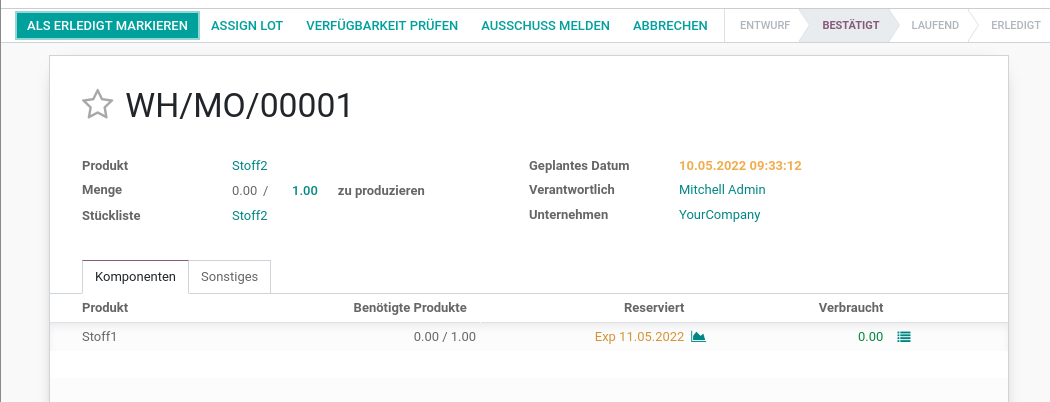 ALS ERLEDIGT MARKIEREN ASSIGN LOT VERFÜGBARKEIT PRÜFEN AUSSCHUSS MELDEN ABBRECHEN ENTWURF BESTÄTIGT LAUFEND ERLEDIGT
WH/MO/00001
Produkt Stoff2 Geplantes Datum 10.05.2022 09:33:12
Menge 0.00 / 1.00 zu produzieren Verantwortlich Mitchell Admin
Stückliste Stoff2 Unternehmen YourCompany
Komponenten Sonstiges
Produkt Benötigte Produkte Reserviert Verbraucht
Stoff1 0.00 / 1.00 Exp 11.05.2022 0.00